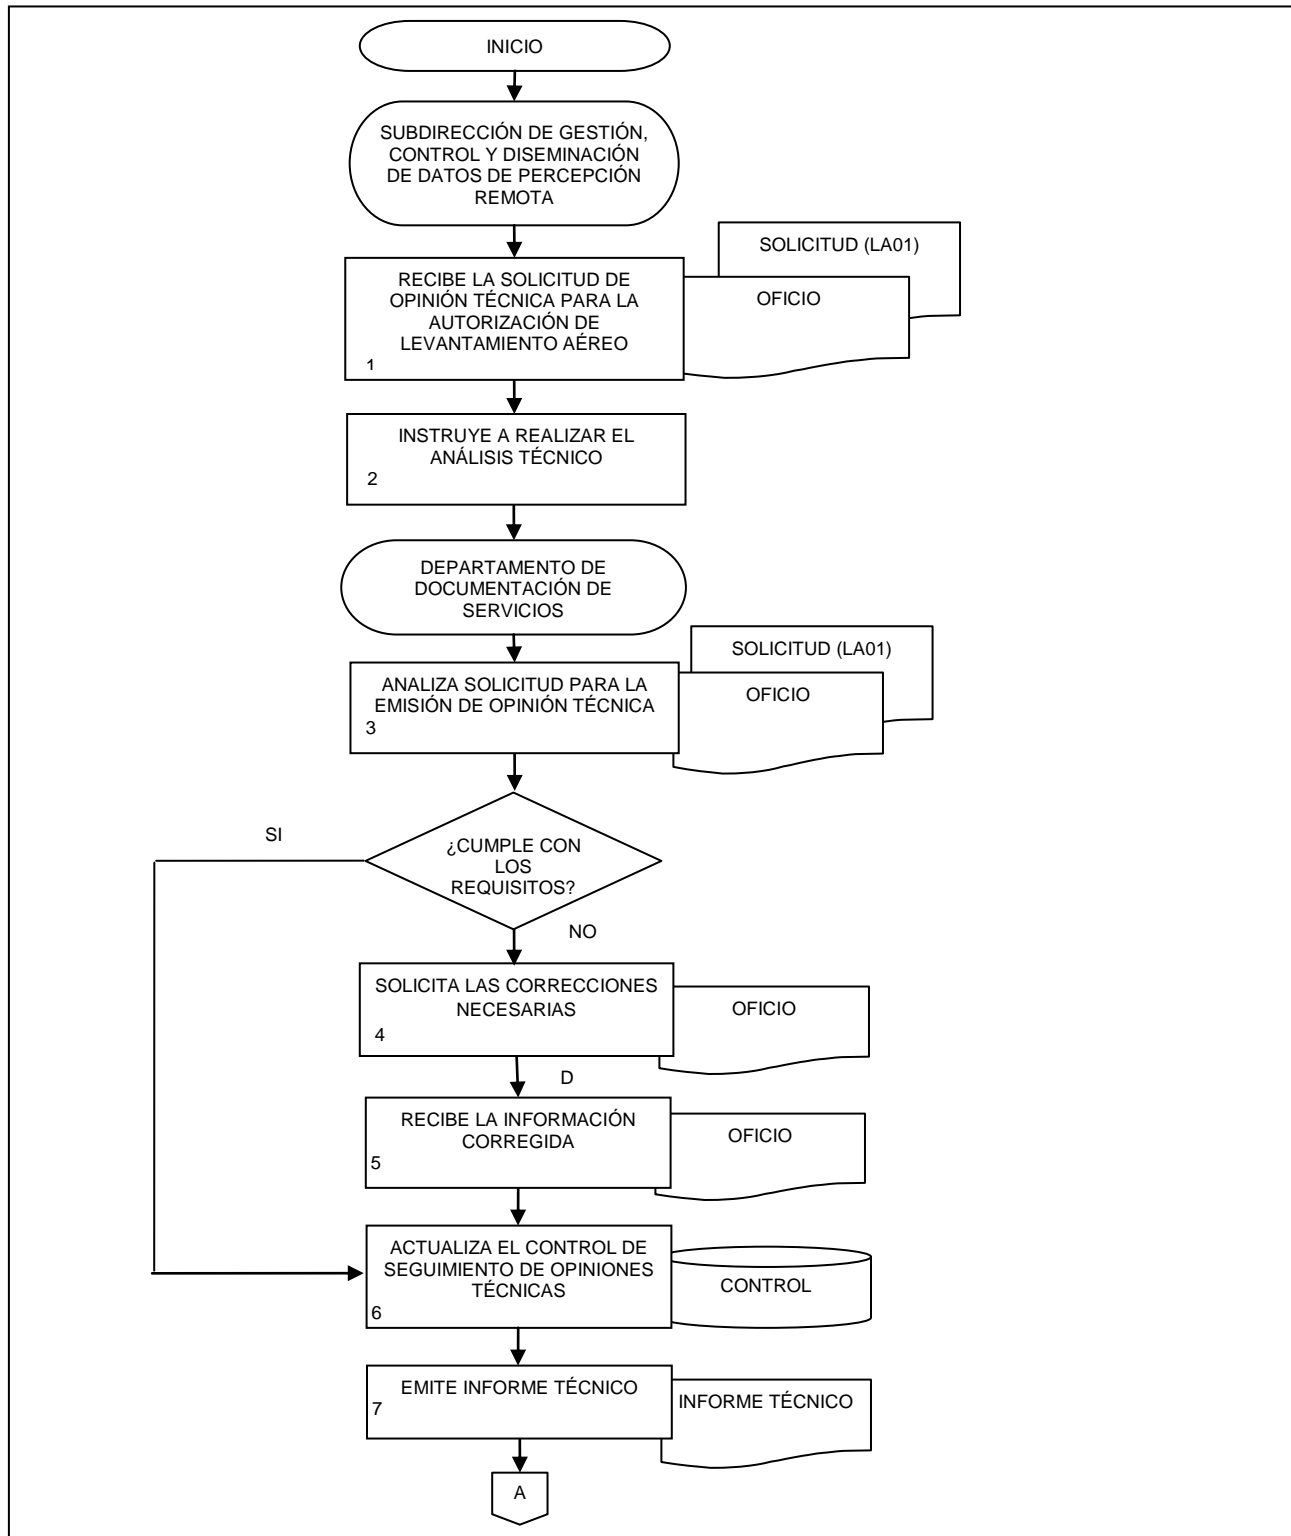 INICIO
SUBDIRECCIÓN DE GESTIÓN,
CONTROL Y DISEMINACIÓN
DE DATOS DE PERCEPCIÓN
REMOTA
SOLICITUD (LA01)
OFICIO
RECIBE LA SOLICITUD DE
OPINIÓN TÉCNICA PARA LA
AUTORIZACIÓN DE
LEVANTAMIENTO AÉREO
1
INSTRUYE A REALIZAR EL
ANÁLISIS TÉCNICO
2
DEPARTAMENTO DE
DOCUMENTACIÓN DE
SERVICIOS
SOLICITUD (LA01)
OFICIO
ANALIZA SOLICITUD PARA LA
EMISIÓN DE OPINIÓN TÉCNICA
3
SI
¿CUMPLE CON
LOS
REQUISITOS?
NO
SOLICITA LAS CORRECCIONES
NECESARIAS
4
OFICIO
D
RECIBE LA INFORMACIÓN
CORREGIDA
5
OFICIO
ACTUALIZA EL CONTROL DE
SEGUIMIENTO DE OPINIONES
TÉCNICAS
6
CONTROL
EMITE INFORME TÉCNICO
7
INFORME TÉCNICO
A